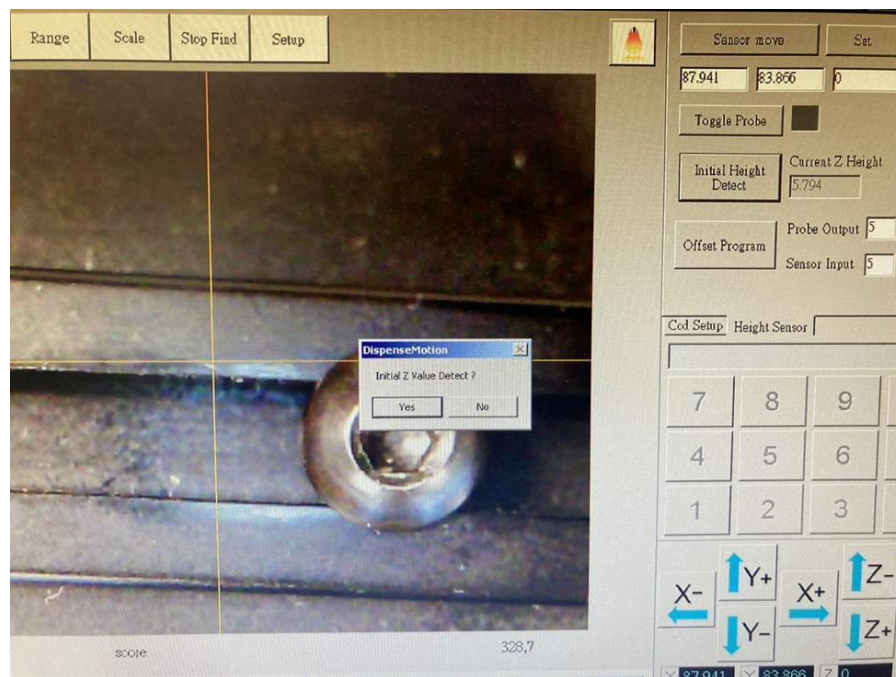 Range Scale Stop Find Setup
Sensor move Set
87.941 83.866 0
Toggle Probe
Initial Height Detect
Current Z Height
5.794
Offset Program
Probe Output 5
Sensor Input 5
Ccd Setup Height Sensor
DispenseMotion
Initial Z Value Detect ?
Yes No
7 8 9
4 5 6
1 2 3
X- Y+ X+ Z-
Y- Z+
score 328,7
X 87.941 Y 83.866 Z 0